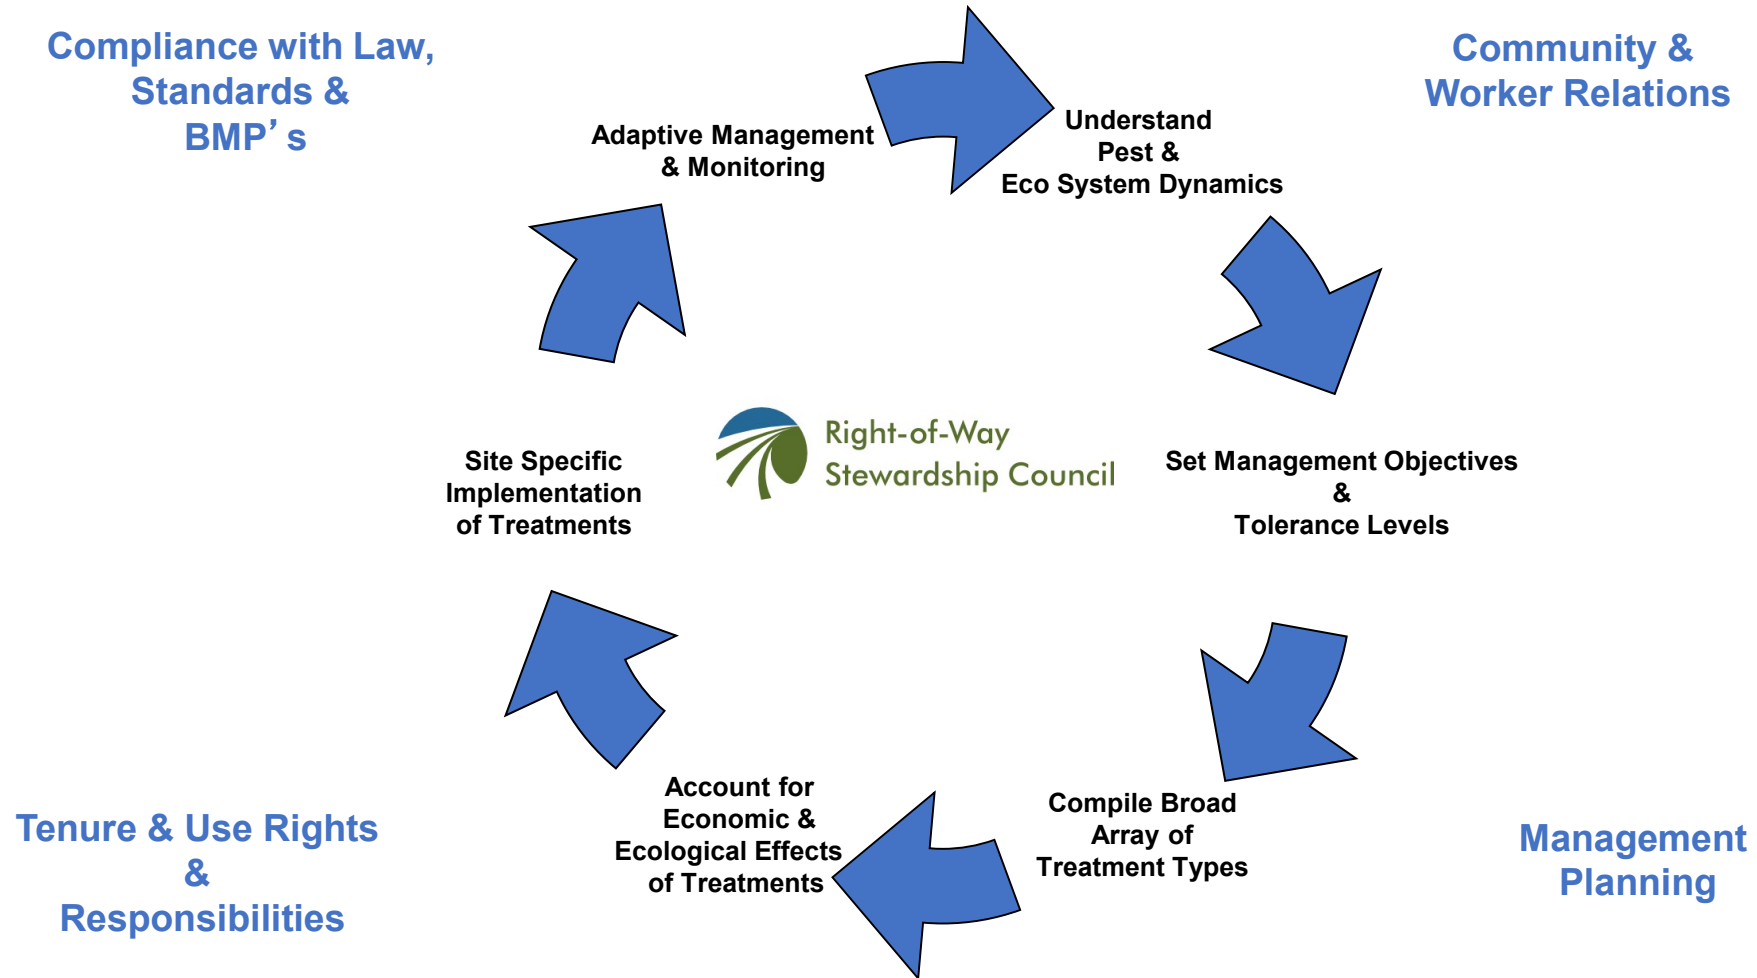 Compliance with Law,
Standards &
BMP’s
Community &
Worker Relations
Adaptive Management
& Monitoring
Understand
Pest &
Eco System Dynamics
Site Specific
Implementation
of Treatments
Right-of-Way
Stewardship Council
Set Management Objectives
&
Tolerance Levels
Account for
Economic &
Ecological Effects
of Treatments
Compile Broad
Array of
Treatment Types
Tenure & Use Rights
&
Responsibilities
Management
Planning